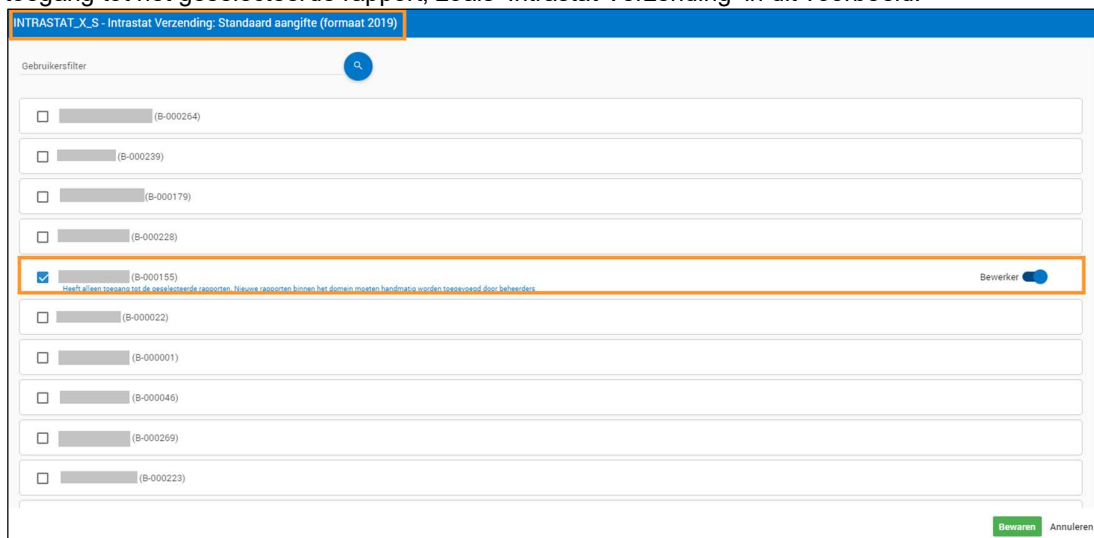 toegang tot het geselecteerde rapport, zoals 'Intrastat Verzending' in dit voorbeeld.
INTRASTAT_X_S - Intrastat Verzending: Standaard aangifte (formaat 2019)
Gebruikersfilter
(B-000264)
(B-000239)
(B-000179)
(B-000228)
(B-000155) Bewerker
Heeft alleen toegang tot de geselecteerde rapporten. Nieuwe rapporten binnen het domein moeten handmatig worden toegevoegd door beheerders.
(B-000022)
(B-000001)
(B-000046)
(B-000269)
(B-000223)
Bewaren Annuleren